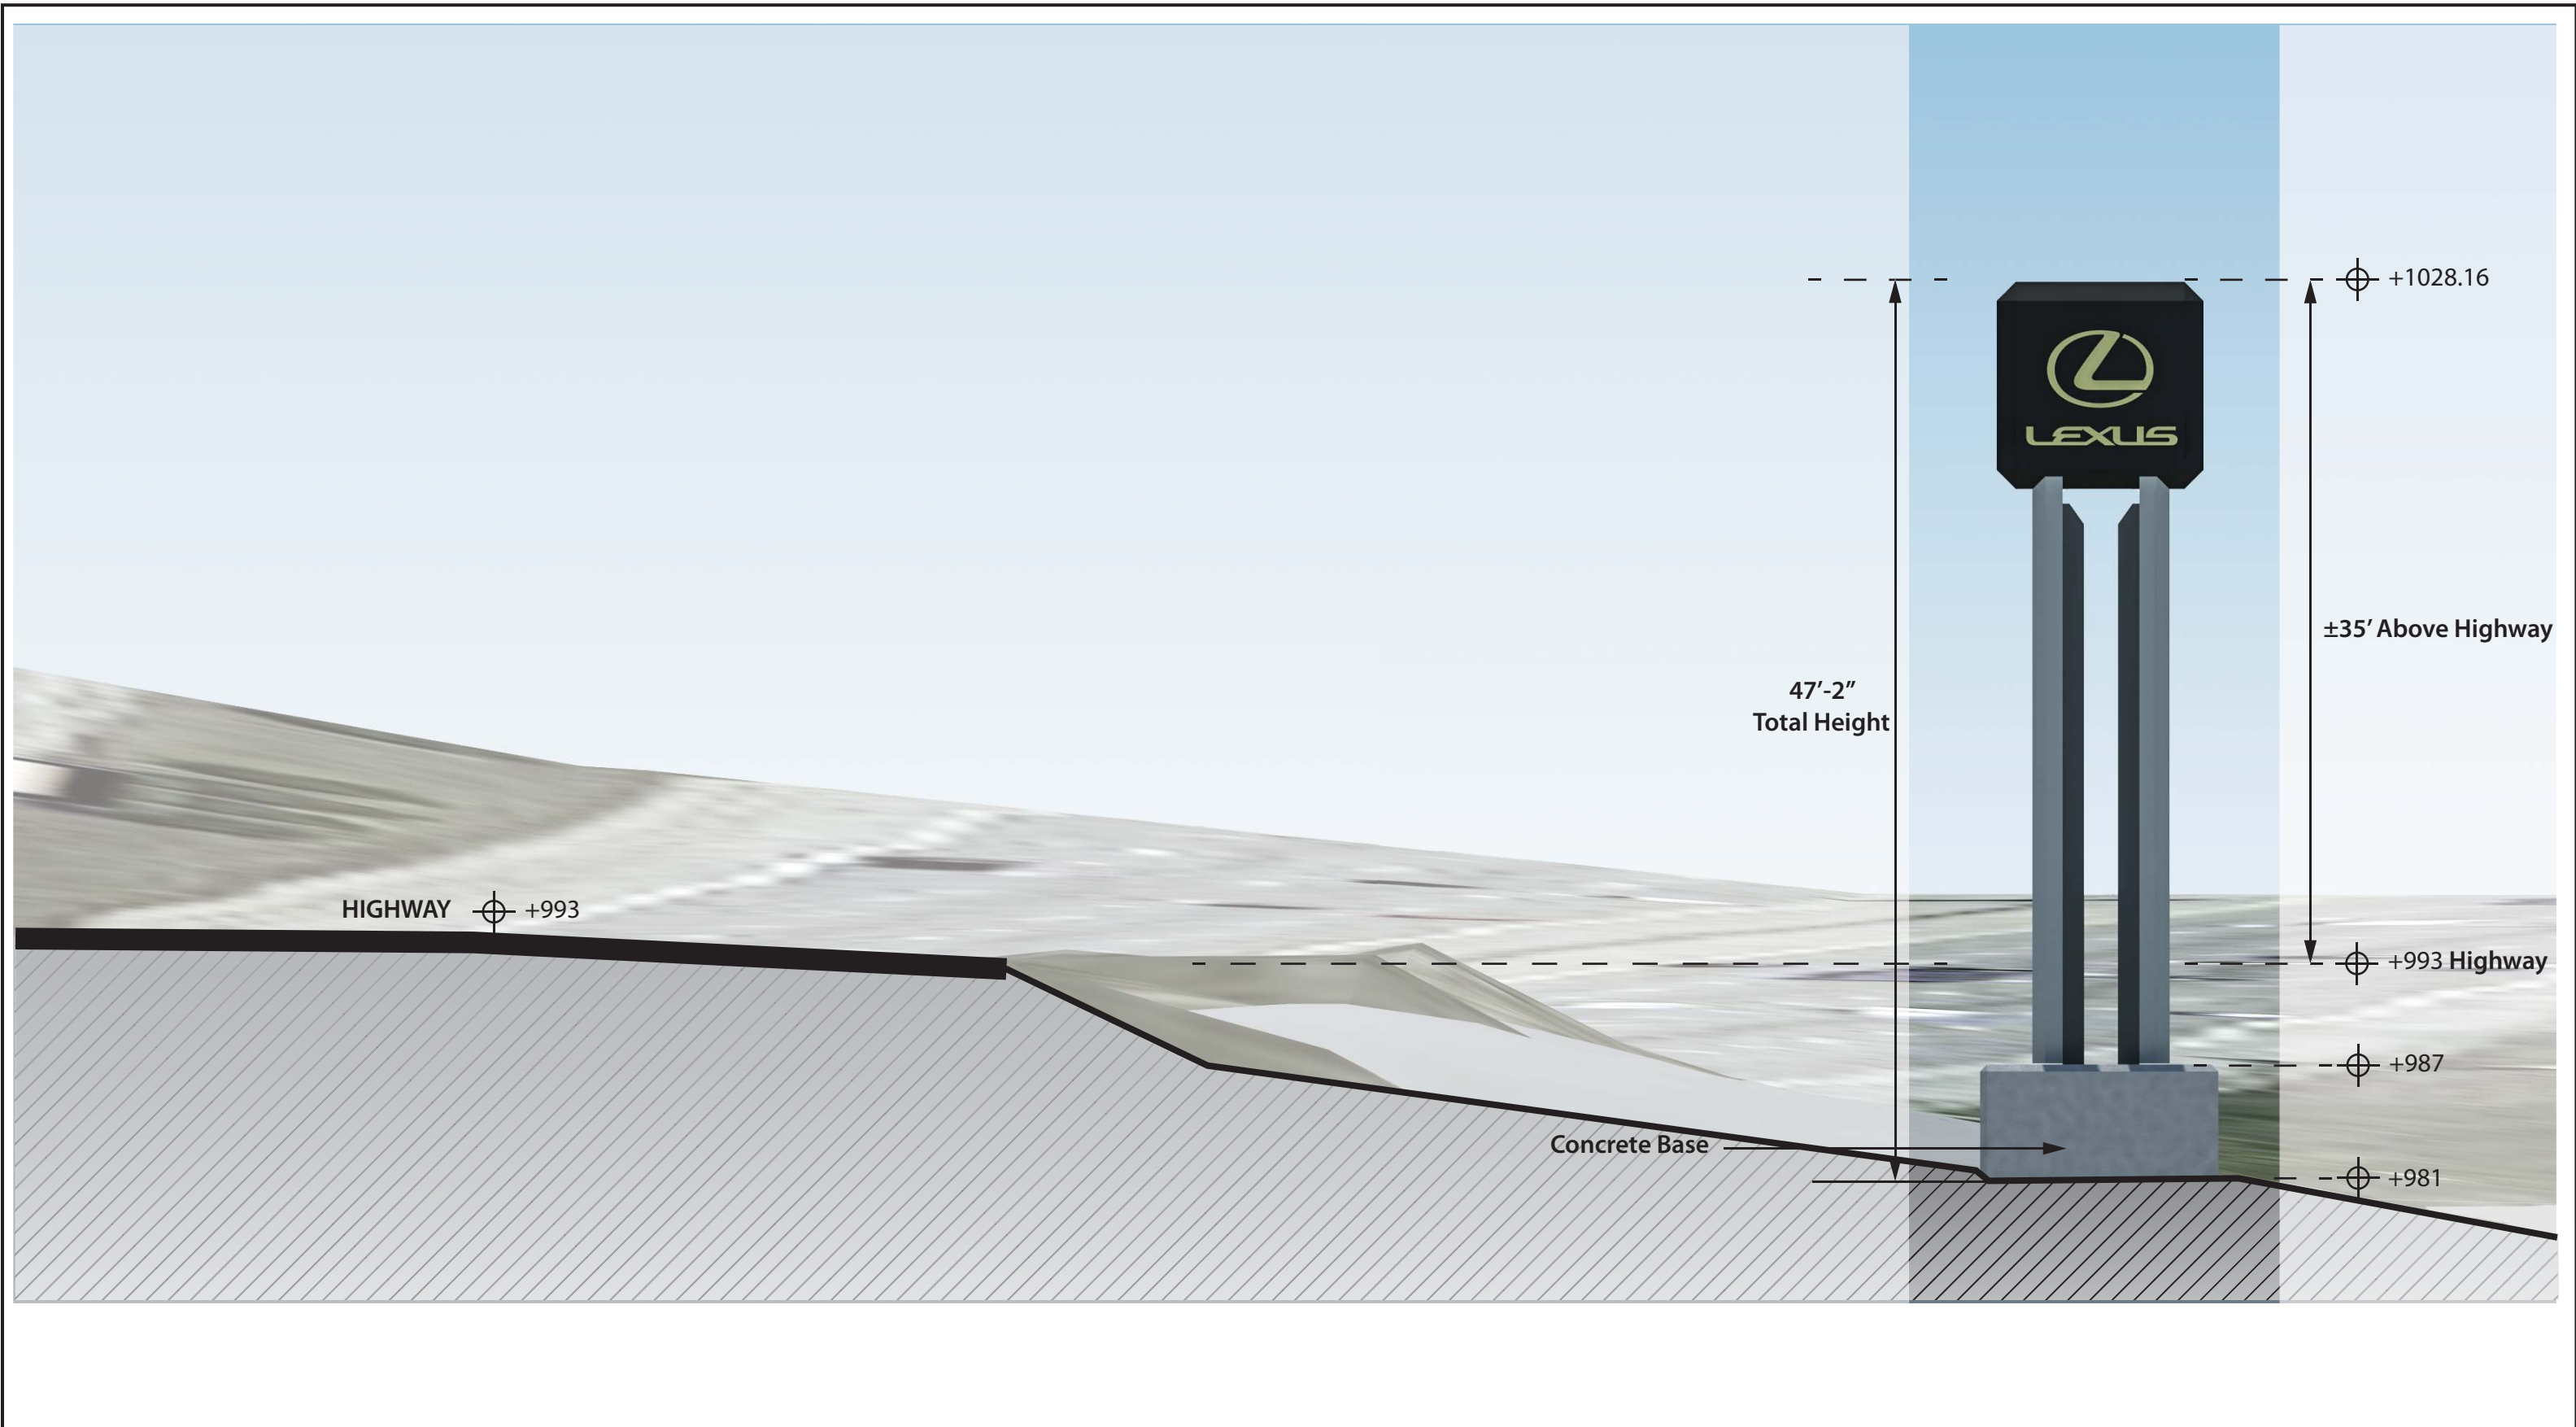 +1028.16
LEXUS
±35’ Above Highway
47’-2”
Total Height
HIGHWAY +993
+993 Highway
+987
Concrete Base
+981